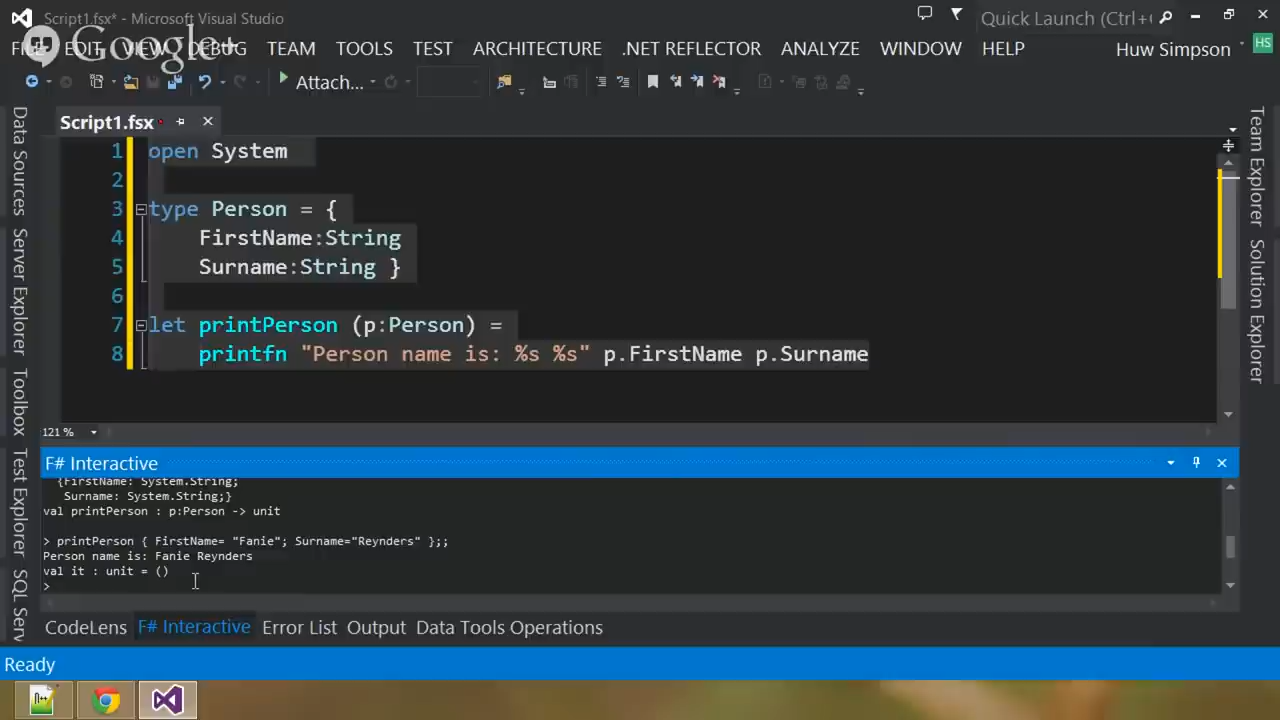 Script1.fsx* - Microsoft Visual Studio
Quick Launch (Ctrl+
Google+
FILE EDIT VIEW DEBUG TEAM TOOLS TEST ARCHITECTURE .NET REFLECTOR ANALYZE WINDOW HELP
Huw Simpson
HS
Attach...
Script1.fsx
1 open System
2
3 type Person = {
4 FirstName:String
5 Surname:String }
6
7 let printPerson (p:Person) =
8 printfn "Person name is: %s %s" p.FirstName p.Surname
121 %
F# Interactive
{FirstName: System.String;
Surname: System.String;}
val printPerson : p:Person -> unit
> printPerson { FirstName= "Fanie"; Surname="Reynders" };;
Person name is: Fanie Reynders
val it : unit = ()
>
CodeLens F# Interactive Error List Output Data Tools Operations
Ready
Data Sources
Server Explorer
Toolbox
Test Explorer
SQL Serv
Team Explorer
Solution Explorer